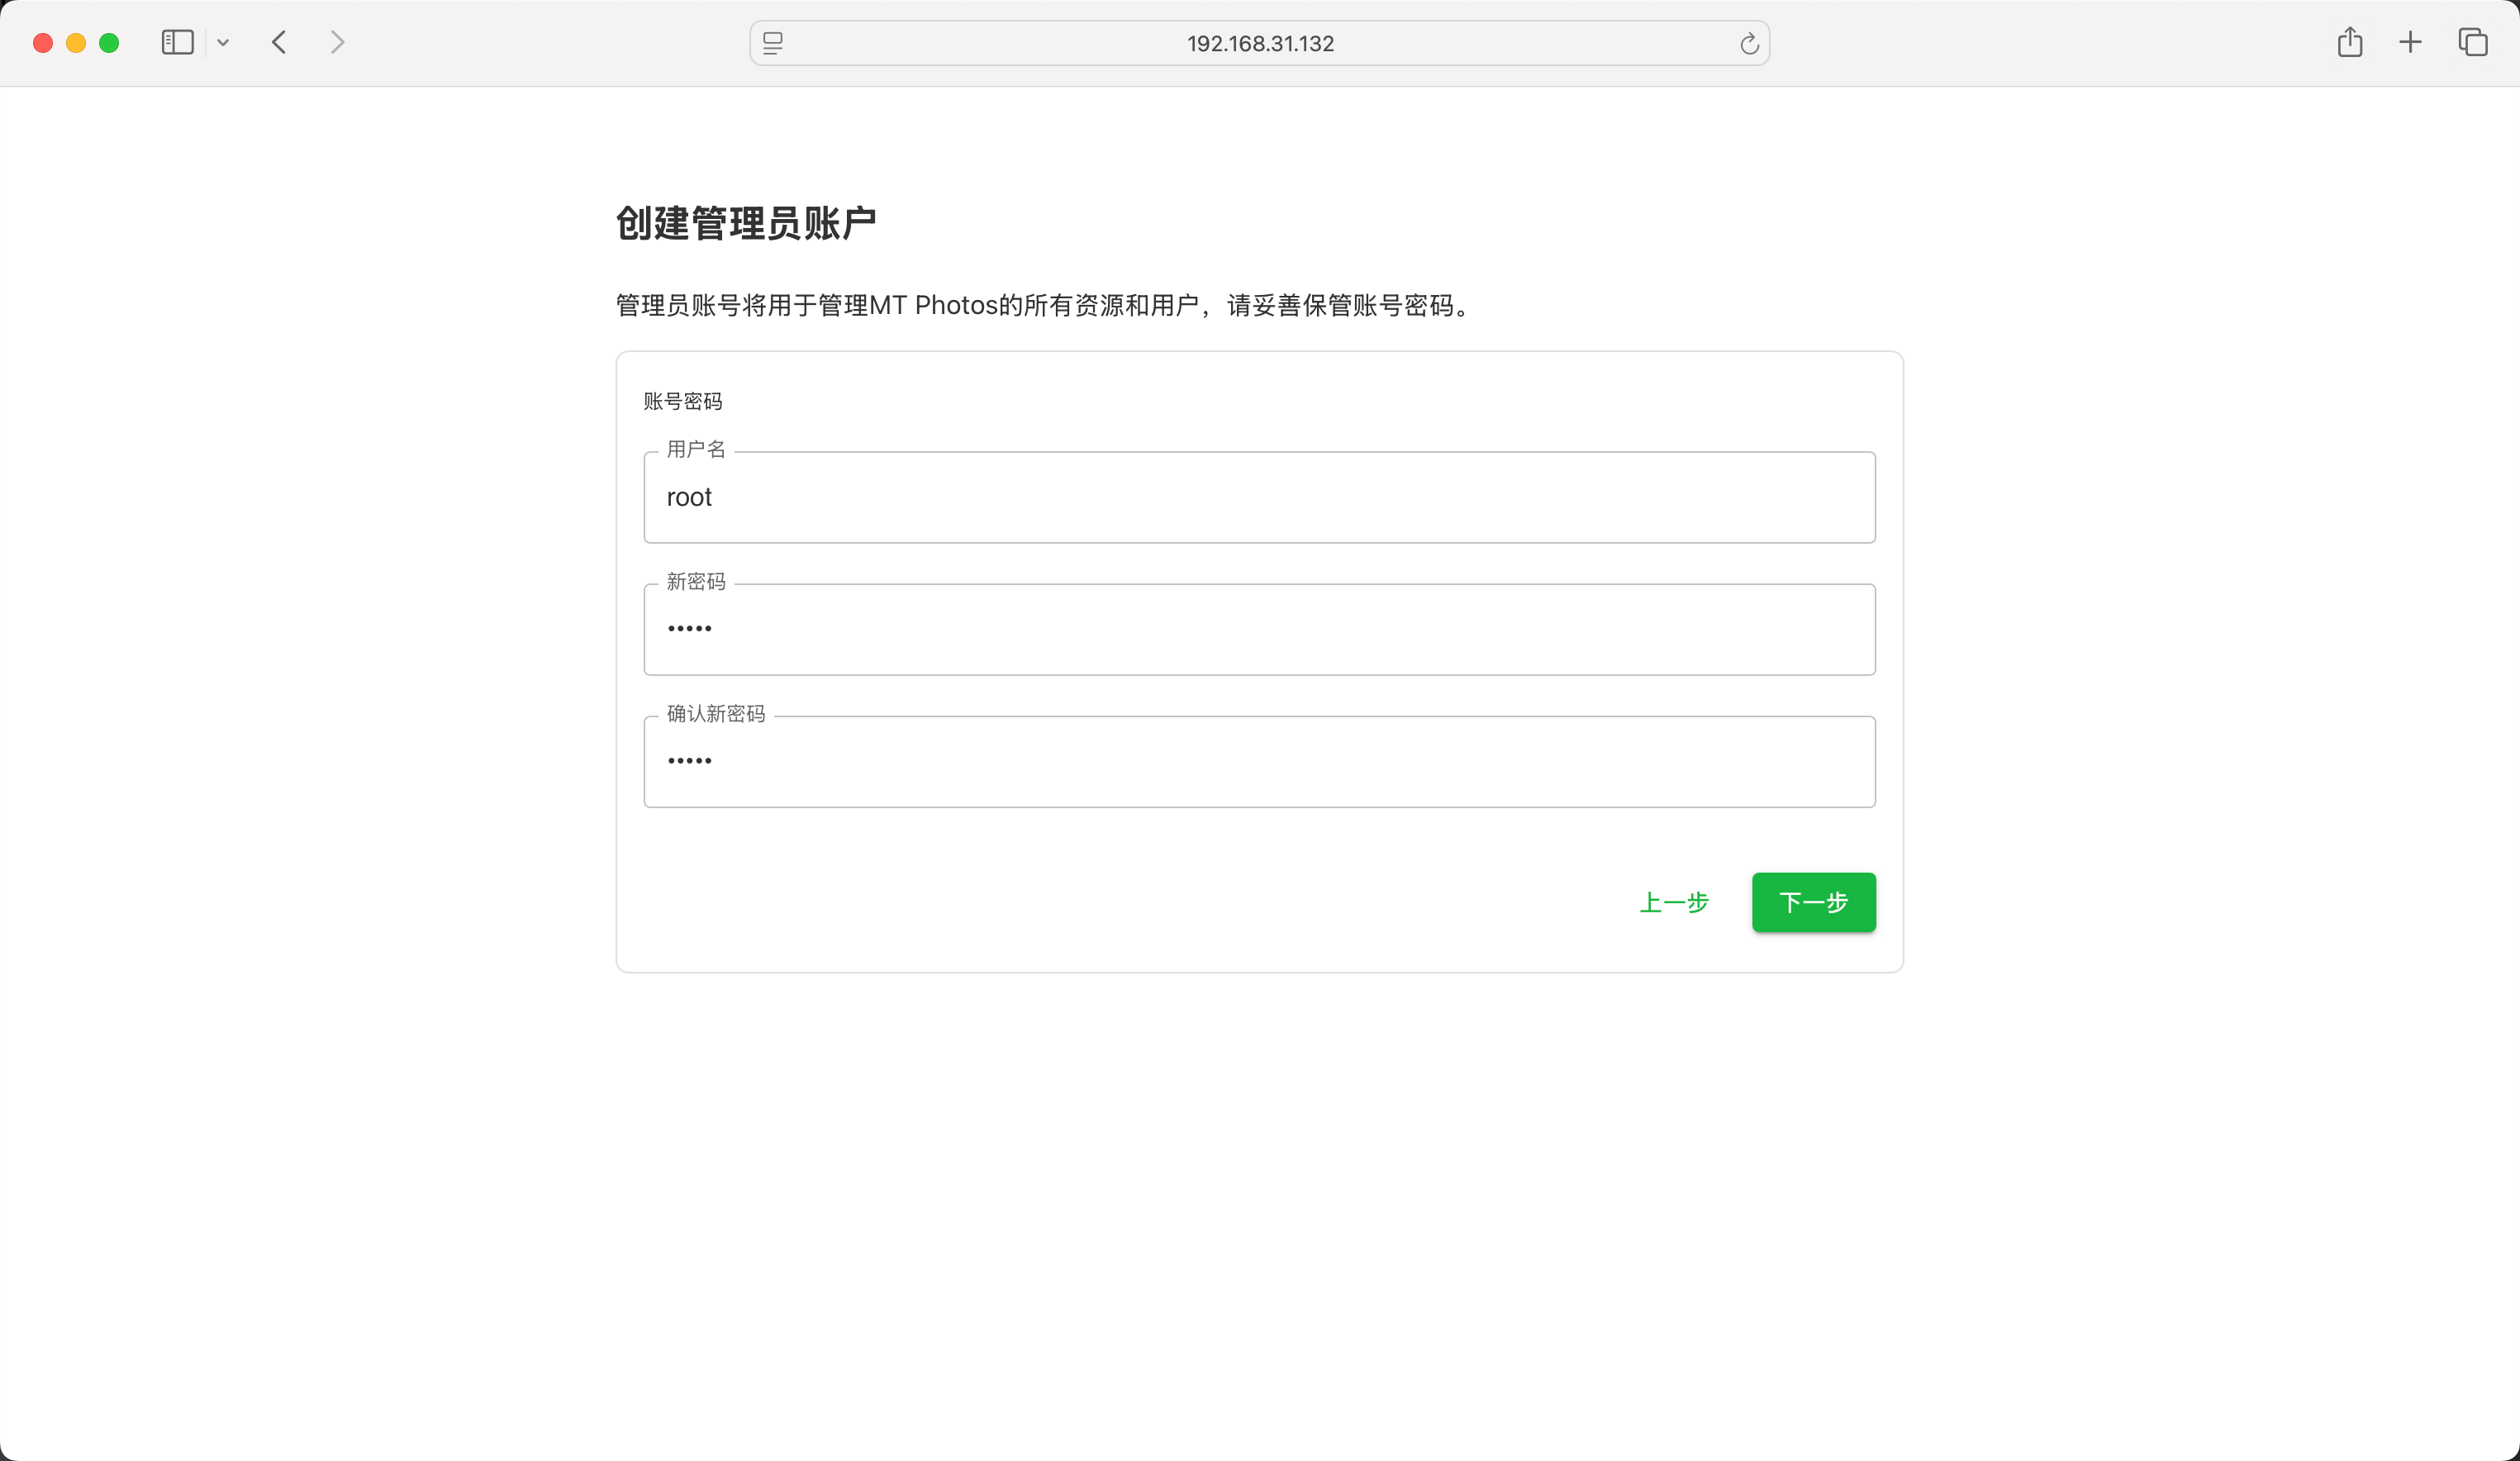 192.168.31.132
创建管理员账户
管理员账号将用于管理MT Photos的所有资源和用户，请妥善保管账号密码。
账号密码
用户名
root
新密码
•••••
确认新密码
•••••
上一步
下一步